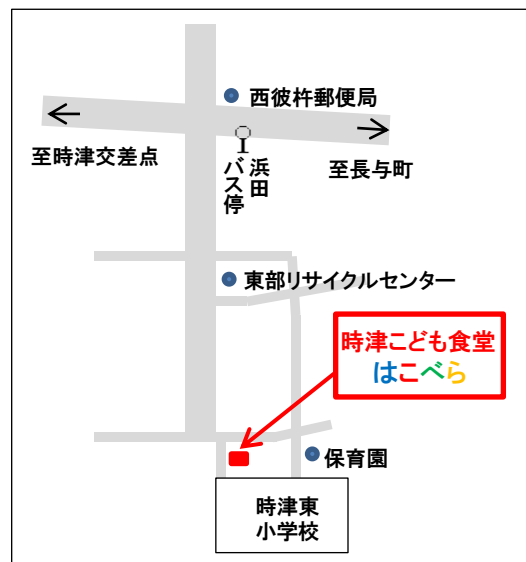 西彼杵郵便局
至時津交差点
浜田
バス停
至長与町
東部リサイクルセンター
時津こども食堂
はこべら
保育園
時津東
小学校